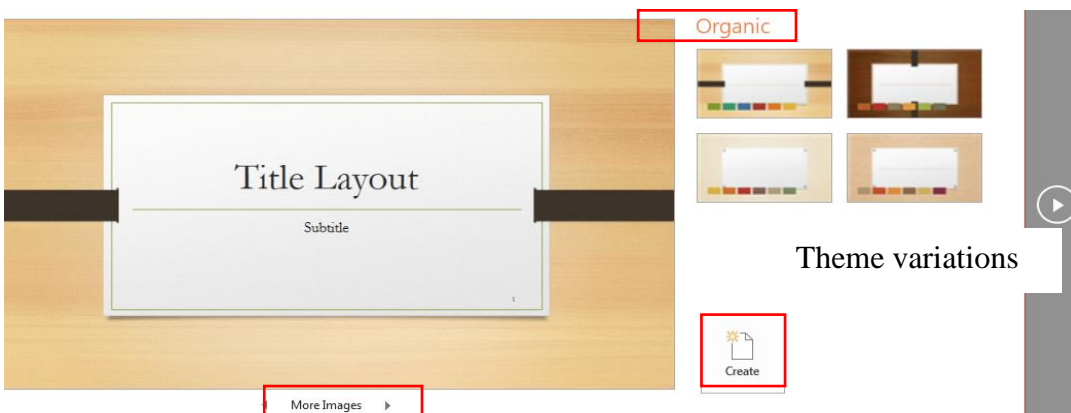 Organic
Title Layout
Subtitle
1
Theme variations
Create
More Images